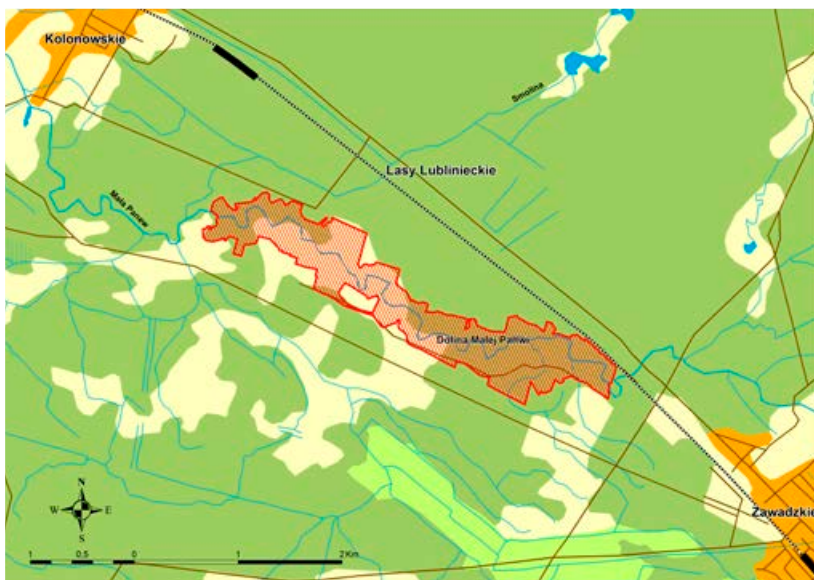 Kolonowskie
Smolina
Lasy Lublinieckie
Mała Panew
Dolina Małej Panwi
Zawadzkie
N
W E
S
1 0.5 0 1 2 Km